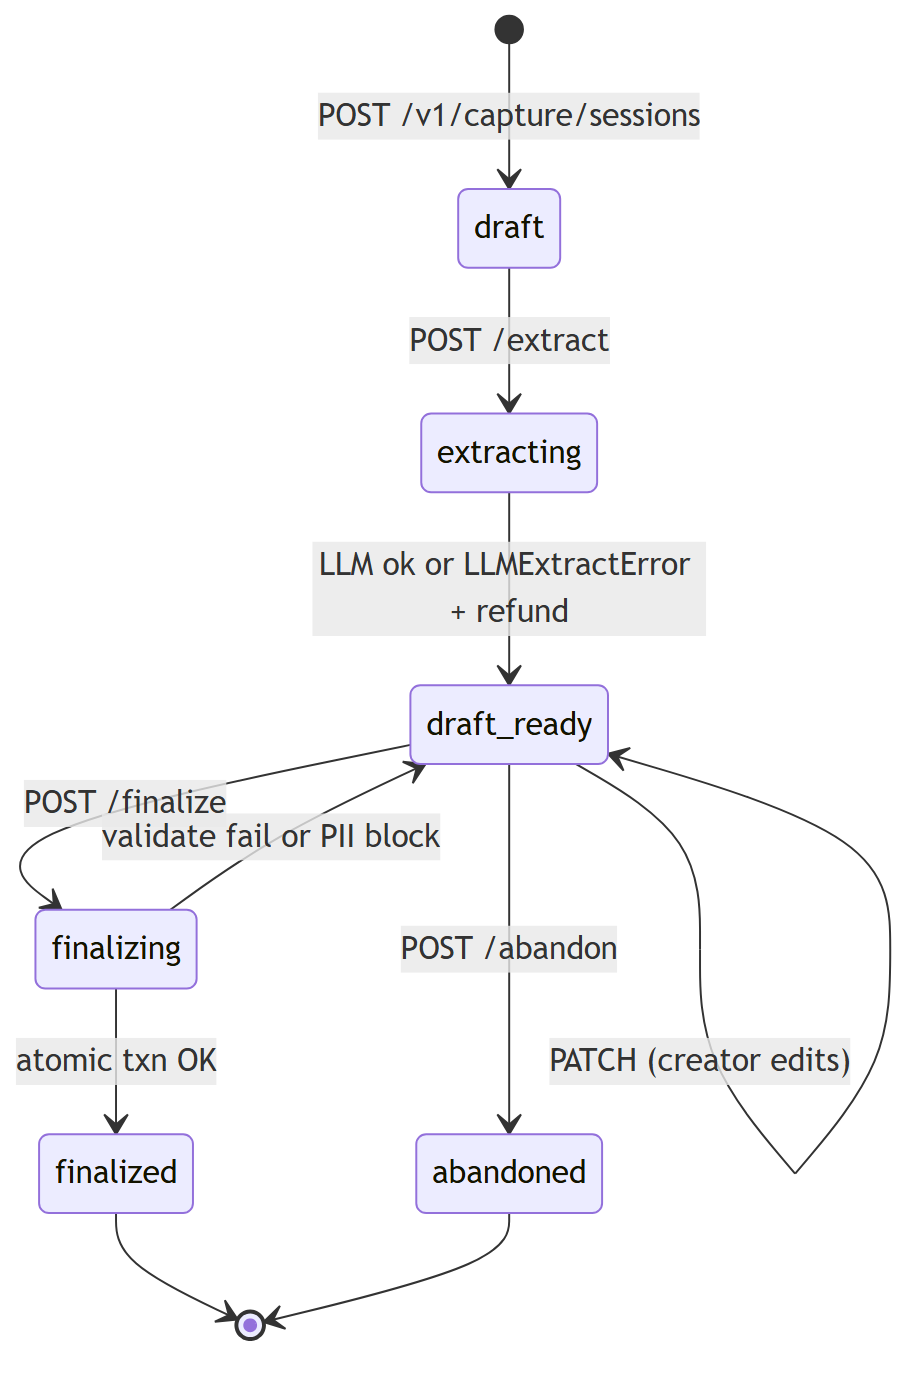 POST /v1/capture/sessions
draft
POST /extract
extracting
LLM ok or LLMExtractError
+ refund
draft_ready
POST /finalize
validate fail or PII block
finalizing
POST /abandon
atomic txn OK
PATCH (creator edits)
finalized
abandoned